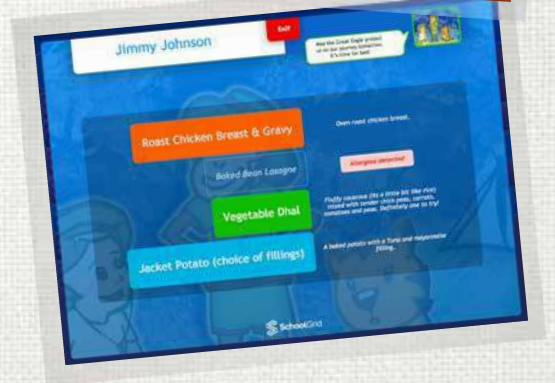 Jimmy Johnson
Exit
May the Great Eagle protect
us on our journey tomorrow.
It's time for bed!
Roast Chicken Breast & Gravy
Oven roast chicken breast.
Baked Bean Lasagne
Allergies detected!
Vegetable Dhal
Fluffy couscous (its a little bit like rice)
mixed with tender chick peas, carrots,
tomatoes and peas. Definitely one to try!
Jacket Potato (choice of fillings)
A baked potato with a Tuna and mayonnaise
filling.
SchoolGrid